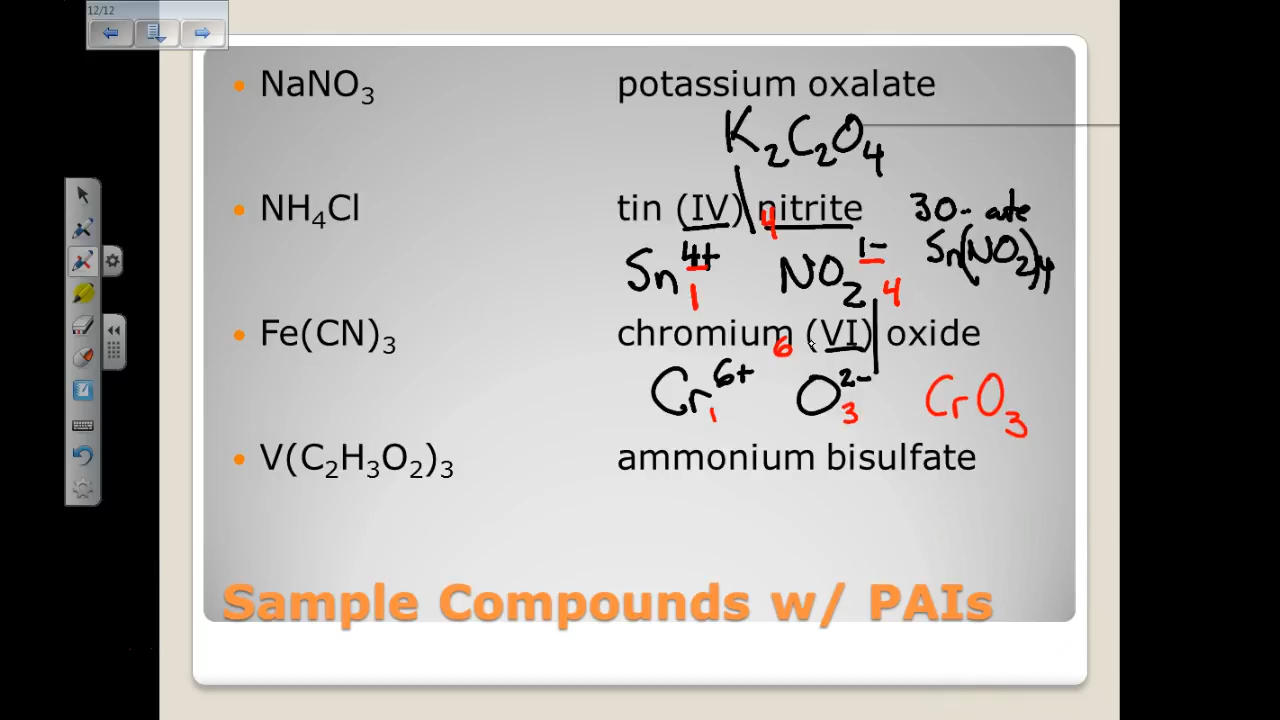 12/12
• NaNO₃ potassium oxalate
K₂C₂O₄
• NH₄Cl tin (IV) nitrite 30- ate
4
Sn⁴⁺ NO₂¹⁻ Sn(NO₂)₄
1 4
• Fe(CN)₃ chromium (VI) oxide
6
Cr⁶⁺ O²⁻ CrO₃
1 3
• V(C₂H₃O₂)₃ ammonium bisulfate
Sample Compounds w/ PAIs